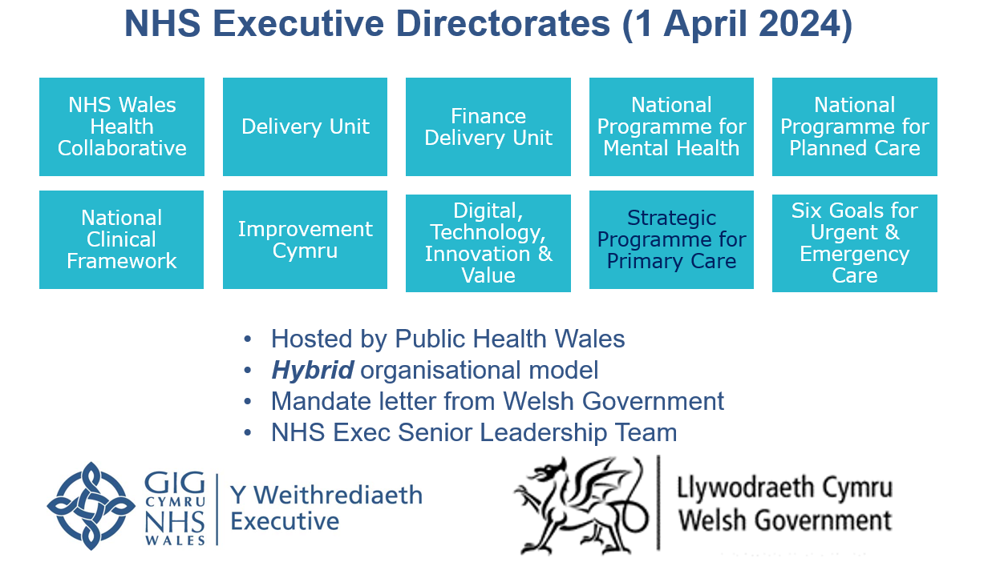 NHS Executive Directorates (1 April 2024)
NHS Wales
Health
Collaborative
Delivery Unit
Finance
Delivery Unit
National
Programme for
Mental Health
National
Programme for
Planned Care
National
Clinical
Framework
Improvement
Cymru
Digital,
Technology,
Innovation &
Value
Strategic
Programme for
Primary Care
Six Goals for
Urgent &
Emergency
Care
• Hosted by Public Health Wales
• Hybrid organisational model
• Mandate letter from Welsh Government
• NHS Exec Senior Leadership Team
GIG
CYMRU
NHS
WALES
Y Weithrediaeth
Executive
Llywodraeth Cymru
Welsh Government